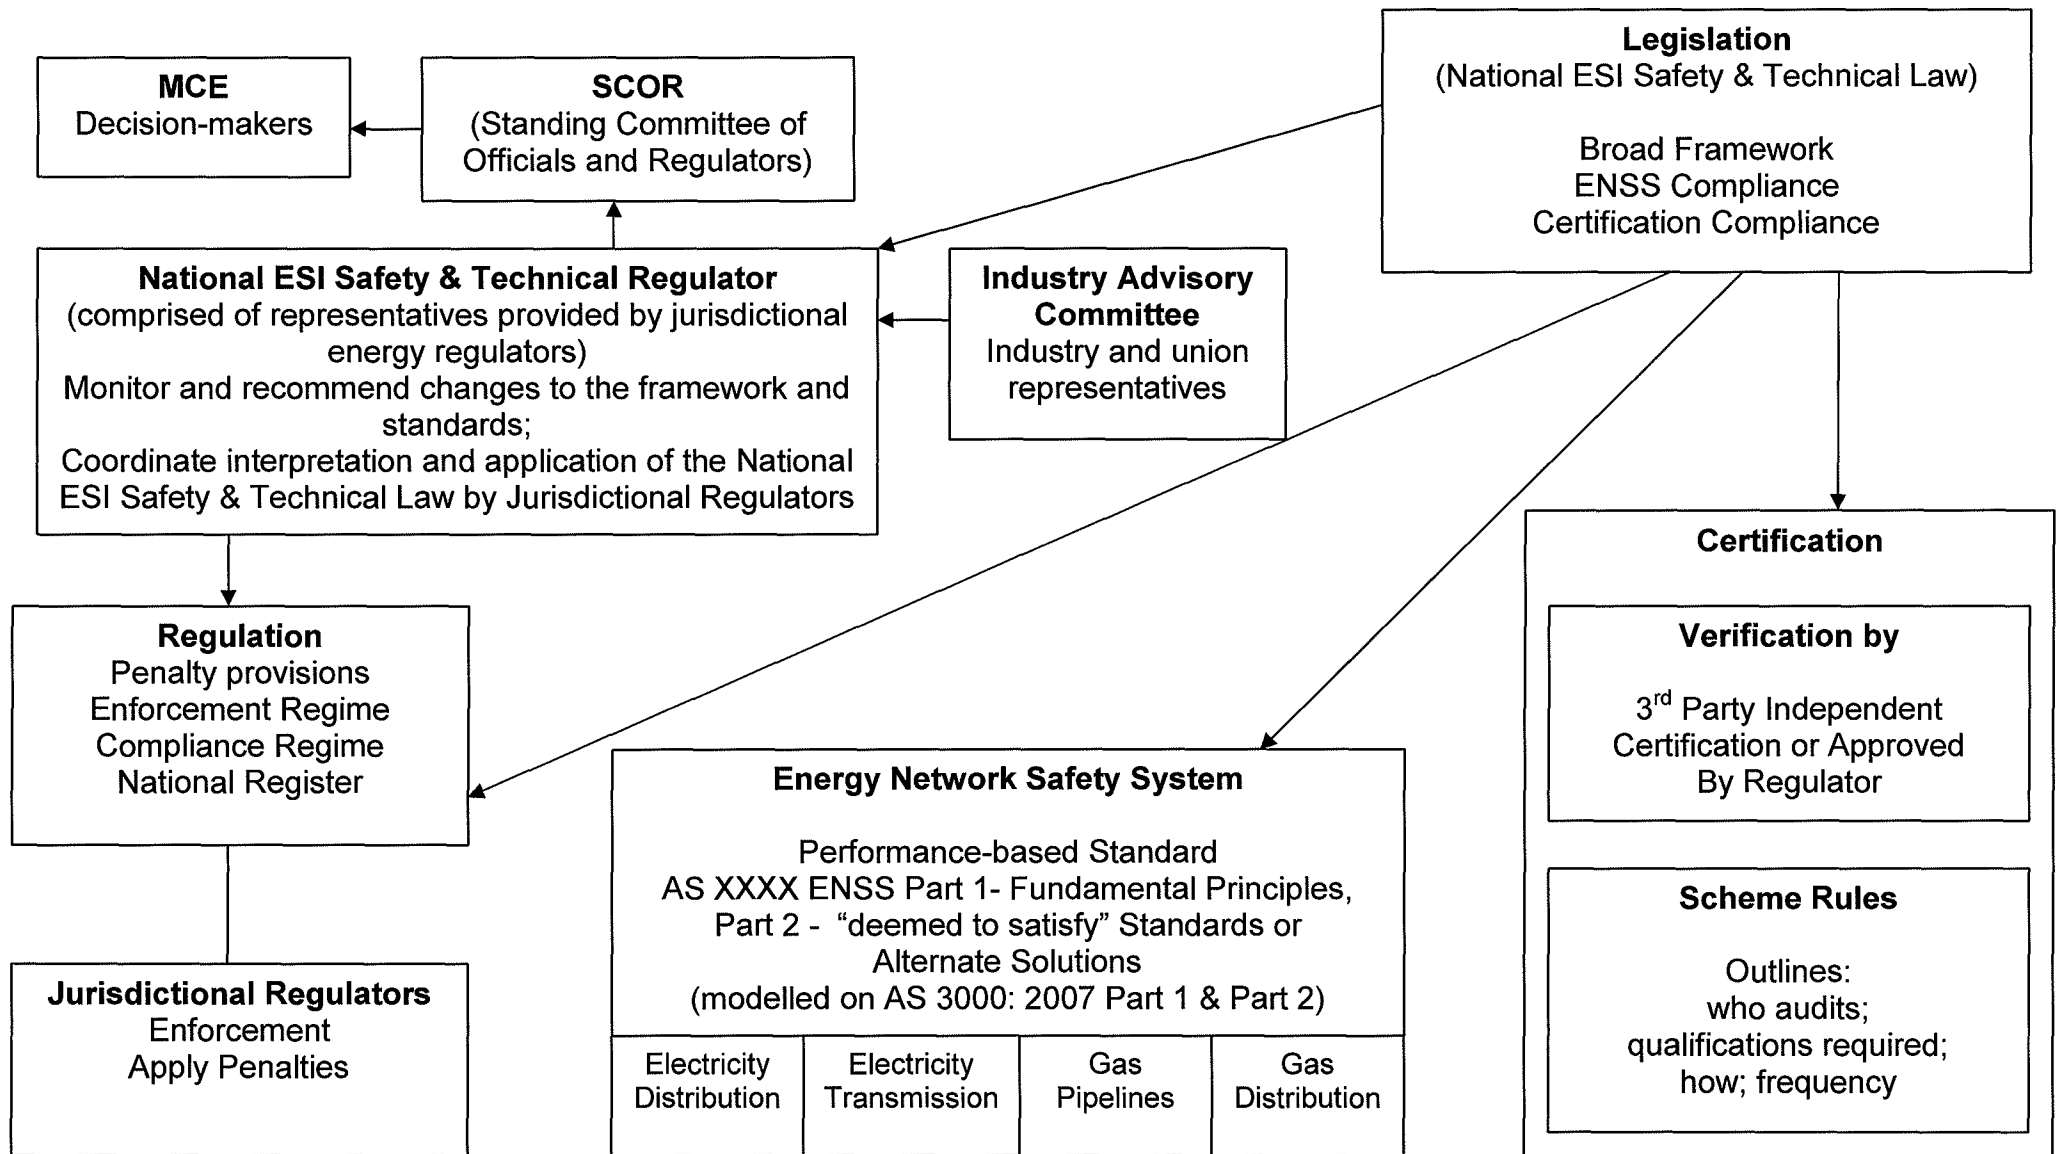 MCE
Decision-makers
SCOR
(Standing Committee of
Officials and Regulators)
Legislation
(National ESI Safety & Technical Law)
Broad Framework
ENSS Compliance
Certification Compliance
National ESI Safety & Technical Regulator
(comprised of representatives provided by jurisdictional
energy regulators)
Monitor and recommend changes to the framework and
standards;
Coordinate interpretation and application of the National
ESI Safety & Technical Law by Jurisdictional Regulators
Industry Advisory
Committee
Industry and union
representatives
Regulation
Penalty provisions
Enforcement Regime
Compliance Regime
National Register
Jurisdictional Regulators
Enforcement
Apply Penalties
Energy Network Safety System
Performance-based Standard
AS XXXX ENSS Part 1- Fundamental Principles,
Part 2 - “deemed to satisfy” Standards or
Alternate Solutions
(modelled on AS 3000: 2007 Part 1 & Part 2)
Electricity
Distribution
Electricity
Transmission
Gas
Pipelines
Gas
Distribution
Certification
Verification by
3rd Party Independent
Certification or Approved
By Regulator
Scheme Rules
Outlines:
who audits;
qualifications required;
how; frequency